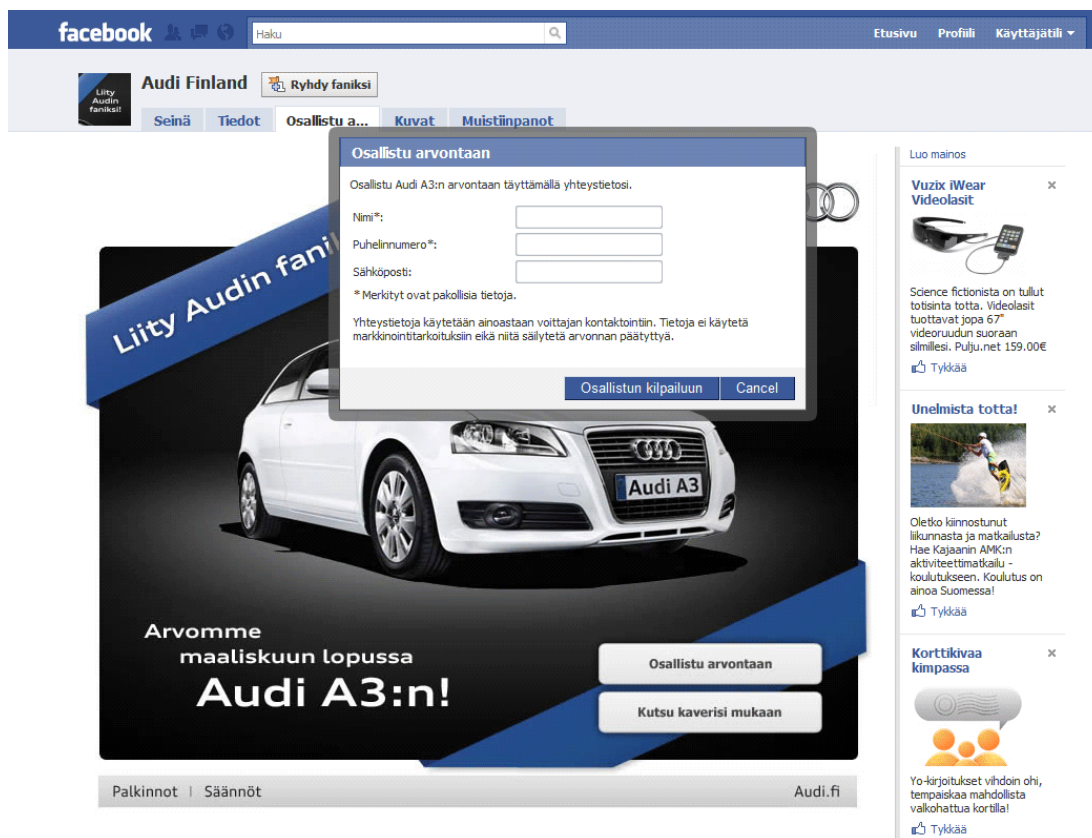 facebook
Haku
Etusivu Profiili Käyttäjätili
Liity
Audin
faniksi!
Audi Finland
Ryhdy faniksi
Seinä Tiedot Osallistu a... Kuvat Muistiinpanot
Osallistu arvontaan
Osallistu Audi A3:n arvontaan täyttämällä yhteystietosi.
Nimi*:
Puhelinnumero*:
Sähköposti:
* Merkityt ovat pakollisia tietoja.
Yhteystietoja käytetään ainoastaan voittajan kontaktointiin. Tietoja ei käytetä
markkinointitarkoituksiin eikä niitä säilytetä arvonnan päätyttyä.
Osallistun kilpailuun Cancel
Liity Audin fani
Audi A3
Arvomme
maaliskuun lopussa
Audi A3:n!
Osallistu arvontaan
Kutsu kaverisi mukaan
Palkinnot | Säännöt
Audi.fi
Luo mainos
Vuzix iWear
Videolasit
Science fictionista on tullut
totisinta totta. Videolasit
tuottavat jopa 67"
videoruudun suoraan
silmillesi. Pulju.net 159.00€
Tykkää
Unelmista totta!
Oletko kiinnostunut
liikunnasta ja matkailusta?
Hae Kajaanin AMK:n
aktiviteettimatkailu -
koulutukseen. Koulutus on
ainoa Suomessa!
Tykkää
Korttikivaa
kimpassa
Yo-kirjoitukset vihdoin ohi,
tempaiskaa mahdollista
valkohattua kortilla!
Tykkää